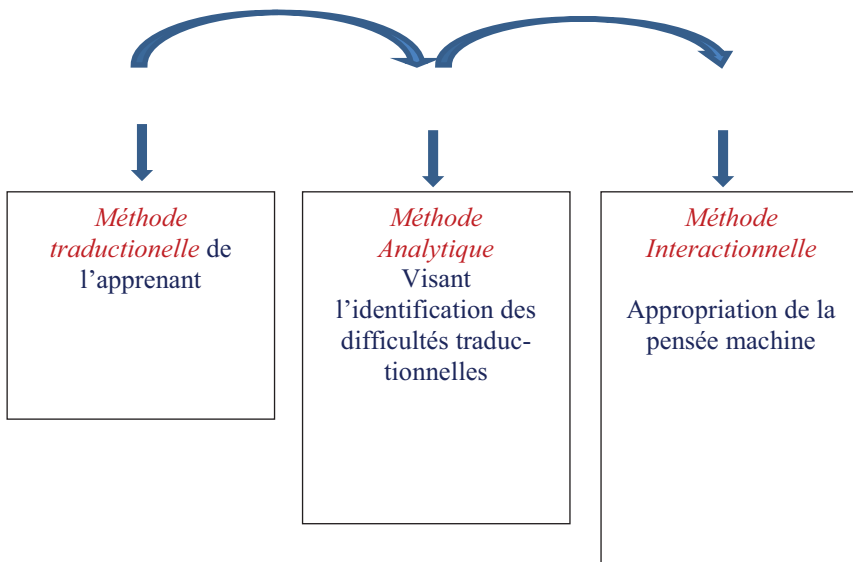 Méthode
traductionelle de
l'apprenant
Méthode
Analytique
Visant
l'identification des
difficultés traduc-
tionnelles
Méthode
Interactionnelle
Appropriation de la
pensée machine